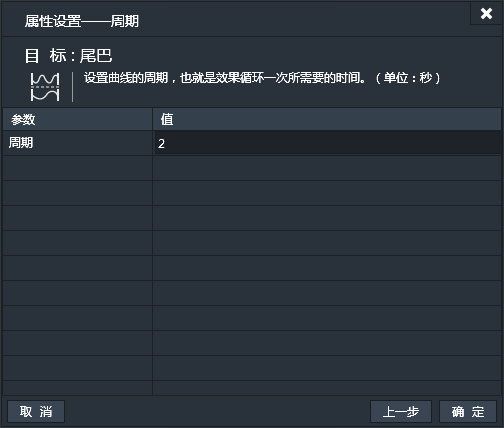 属性设置——周期
目 标：尾巴
设置曲线的周期，也就是效果循环一次所需要的时间。（单位：秒）
参数 值
周期 2
取 消 上一步 确 定